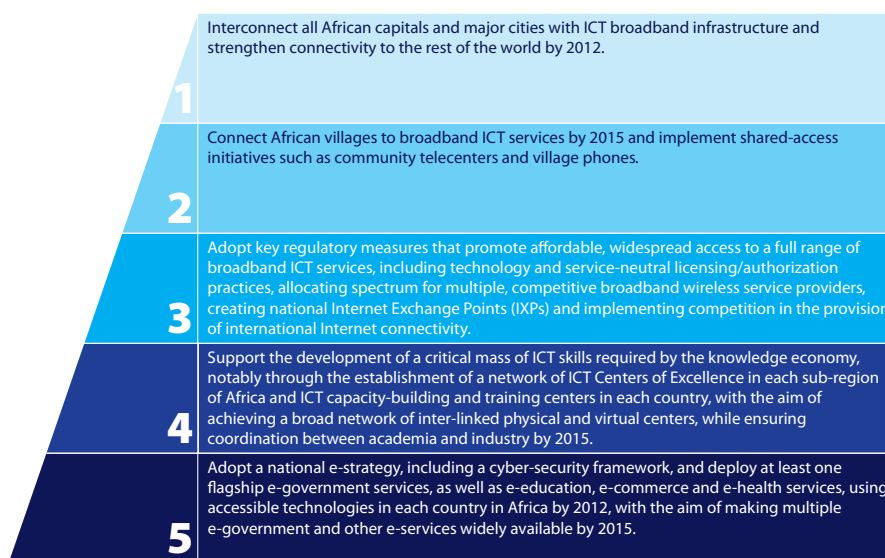 Interconnect all African capitals and major cities with ICT broadband infrastructure and
strengthen connectivity to the rest of the world by 2012.
1
Connect African villages to broadband ICT services by 2015 and implement shared-access
initiatives such as community telecenters and village phones.
2
Adopt key regulatory measures that promote affordable, widespread access to a full range of
broadband ICT services, including technology and service-neutral licensing/authorization
practices, allocating spectrum for multiple, competitive broadband wireless service providers,
creating national Internet Exchange Points (IXPs) and implementing competition in the provision
of international Internet connectivity.
3
Support the development of a critical mass of ICT skills required by the knowledge economy,
notably through the establishment of a network of ICT Centers of Excellence in each sub-region
of Africa and ICT capacity-building and training centers in each country, with the aim of
achieving a broad network of inter-linked physical and virtual centers, while ensuring
coordination between academia and industry by 2015.
4
Adopt a national e-strategy, including a cyber-security framework, and deploy at least one
flagship e-government services, as well as e-education, e-commerce and e-health services, using
accessible technologies in each country in Africa by 2012, with the aim of making multiple
e-government and other e-services widely available by 2015.
5